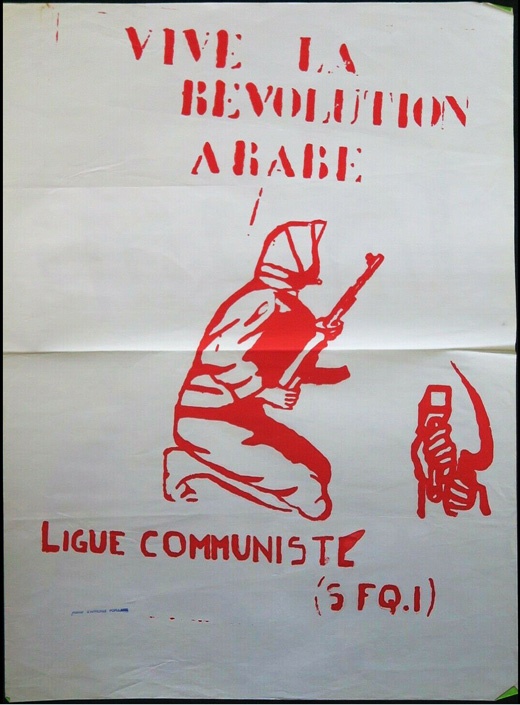 VIVE LA
REVOLUTION
ARABE
LIGUE COMMUNISTE
(S FQ.I)